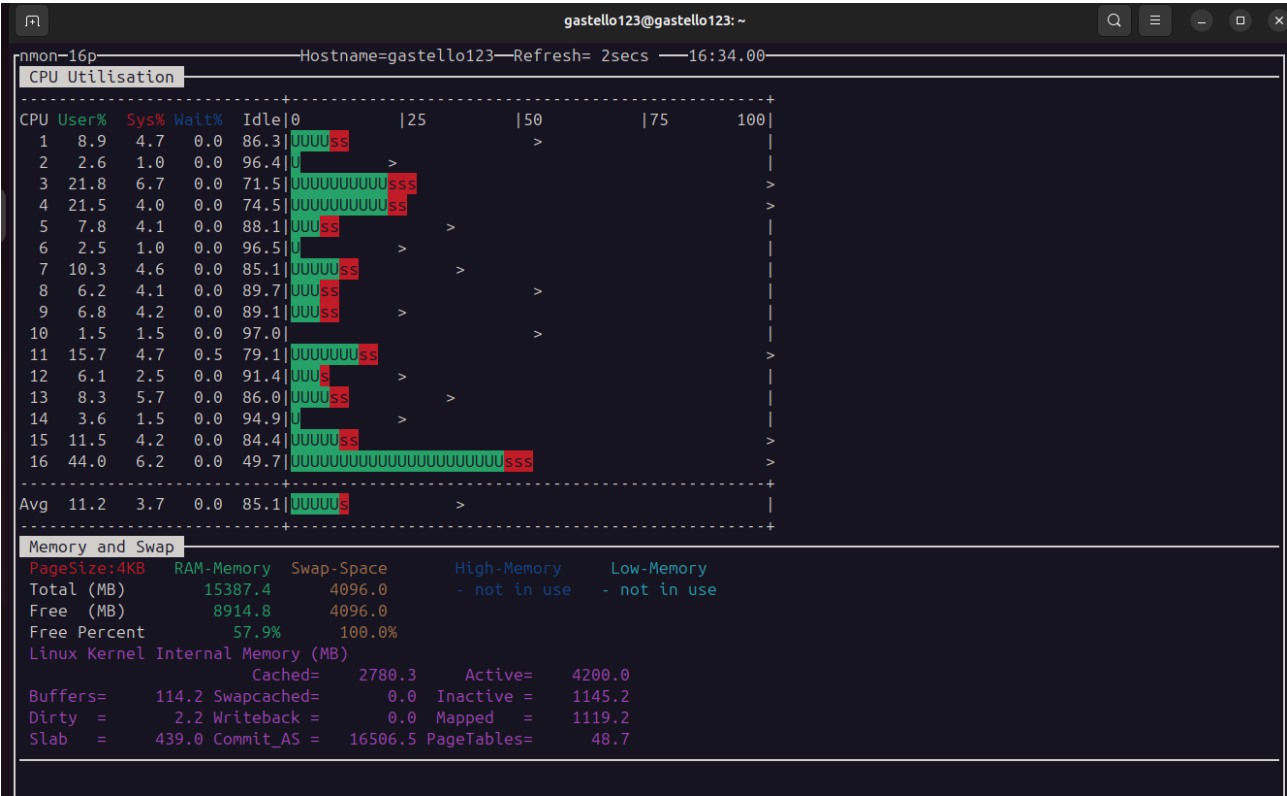 gastello123@gastello123: ~
nmon─16p─────Hostname=gastello123──Refresh= 2secs ───16:34.00
CPU Utilisation
---------------------------+-------------------------------------------------+
CPU User%  Sys% Wait%  Idle|0          |25         |50          |75       100|
  1   8.9   4.7   0.0  86.3|UUUUss                   >                       |
  2   2.6   1.0   0.0  96.4|U         >                                      |
  3  21.8   6.7   0.0  71.5|UUUUUUUUUUsss                                    >
  4  21.5   4.0   0.0  74.5|UUUUUUUUUUss                                     >
  5   7.8   4.1   0.0  88.1|UUUss           >                                |
  6   2.5   1.0   0.0  96.5|U          >                                     |
  7  10.3   4.6   0.0  85.1|UUUUUss          >                               |
  8   6.2   4.1   0.0  89.7|UUUss                    >                       |
  9   6.8   4.2   0.0  89.1|UUUss      >                                     |
 10   1.5   1.5   0.0  97.0|                         >                       |
 11  15.7   4.7   0.5  79.1|UUUUUUUss                                        >
 12   6.1   2.5   0.0  91.4|UUUs       >                                     |
 13   8.3   5.7   0.0  86.0|UUUUss          >                                |
 14   3.6   1.5   0.0  94.9|U          >                                     |
 15  11.5   4.2   0.0  84.4|UUUUUss                                          >
 16  44.0   6.2   0.0  49.7|UUUUUUUUUUUUUUUUUUUUUUsss                        >
---------------------------+-------------------------------------------------+
Avg  11.2   3.7   0.0  85.1|UUUUUs           >                               |
---------------------------+-------------------------------------------------+
Memory and Swap
PageSize:4KB   RAM-Memory  Swap-Space       High-Memory     Low-Memory
Total (MB)        15387.4      4096.0       - not in use   - not in use
Free  (MB)         8914.8      4096.0
Free Percent         57.9%      100.0%
Linux Kernel Internal Memory (MB)
Cached=    2780.3     Active=    4200.0
Buffers=     114.2 Swapcached=       0.0  Inactive =    1145.2
Dirty  =       2.2 Writeback =       0.0  Mapped   =    1119.2
Slab   =     439.0 Commit_AS =   16506.5 PageTables=      48.7